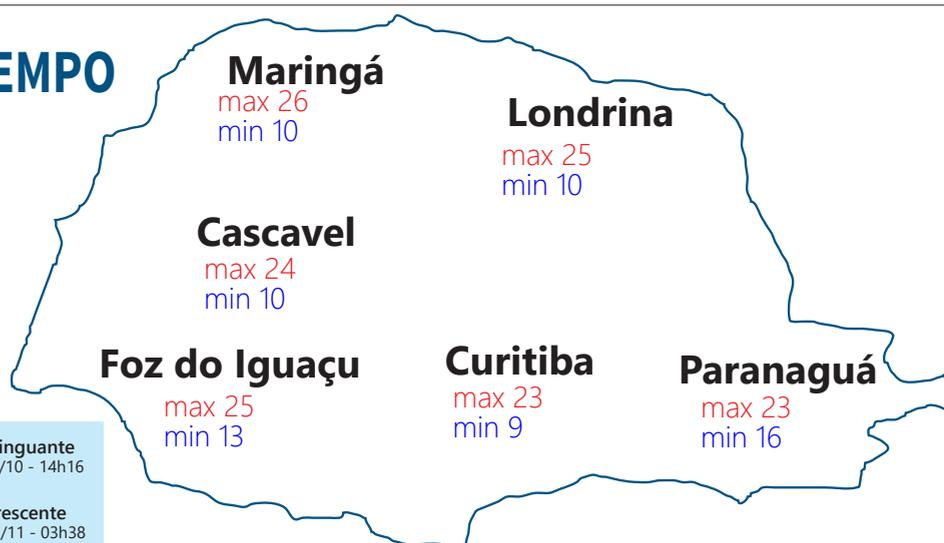 EMPO
Maringá
max 26
min 10
Londrina
max 25
min 10
Cascavel
max 24
min 10
Foz do Iguaçu
max 25
min 13
Curitiba
max 23
min 9
Paranaguá
max 23
min 16
inguante
/10 - 14h16
rescente
/11 - 03h38